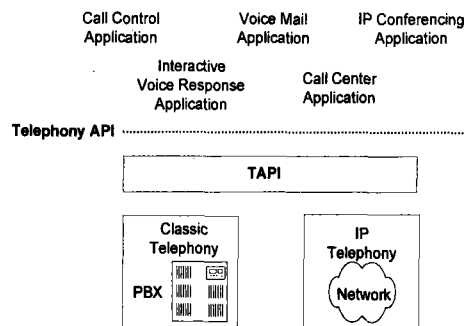 Call Control
Application
Voice Mail
Application
IP Conferencing
Application
Interactive
Voice Response
Application
Call Center
Application
Telephony API
TAPI
Classic
Telephony
PBX
IP
Telephony
Network